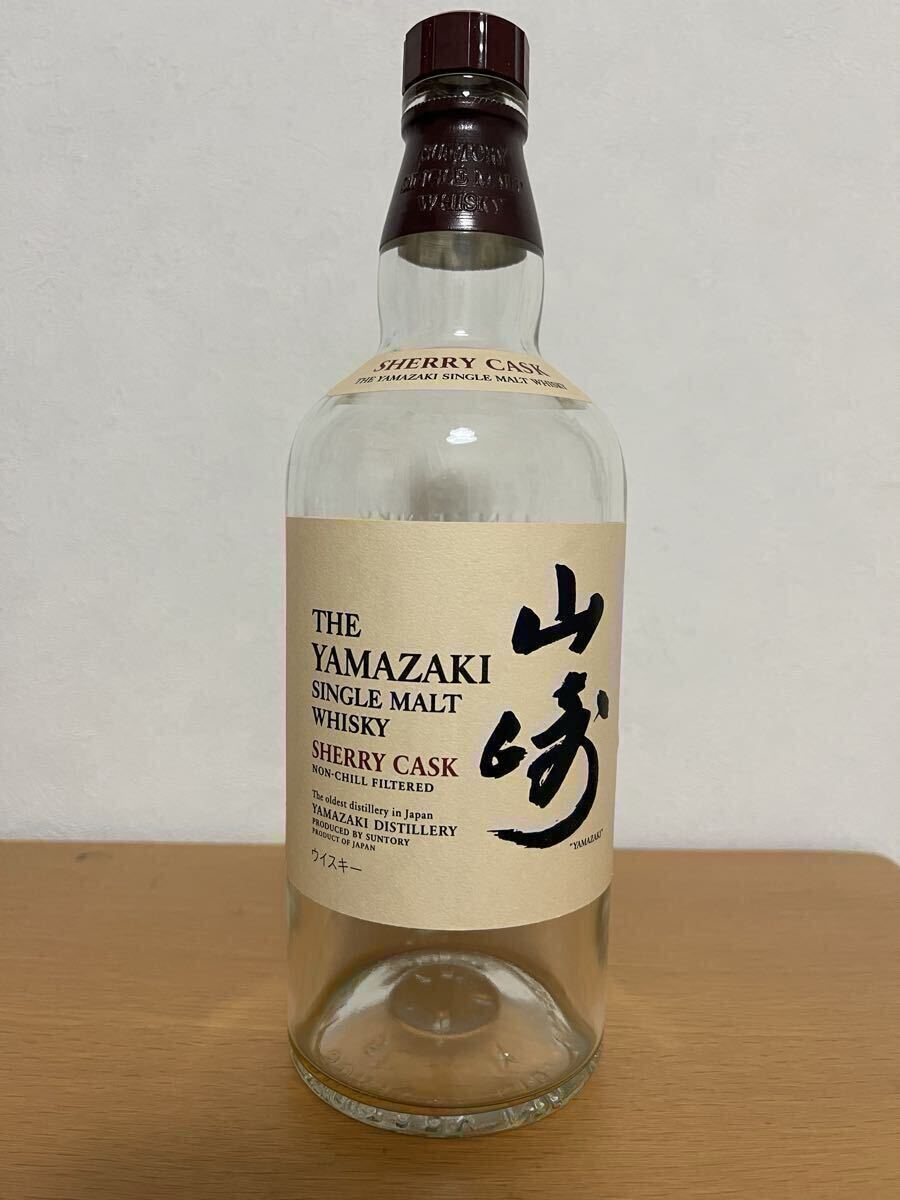 SUNTORY
SINGLE MALT
WHISKY
SHERRY CASK
THE YAMAZAKI SINGLE MALT WHISKY
THE
YAMAZAKI
SINGLE MALT
WHISKY
SHERRY CASK
NON-CHILL FILTERED
The oldest distillery in Japan
YAMAZAKI DISTILLERY
PRODUCED BY SUNTORY
PRODUCT OF JAPAN
ウイスキー
山崎
"YAMAZAKI"